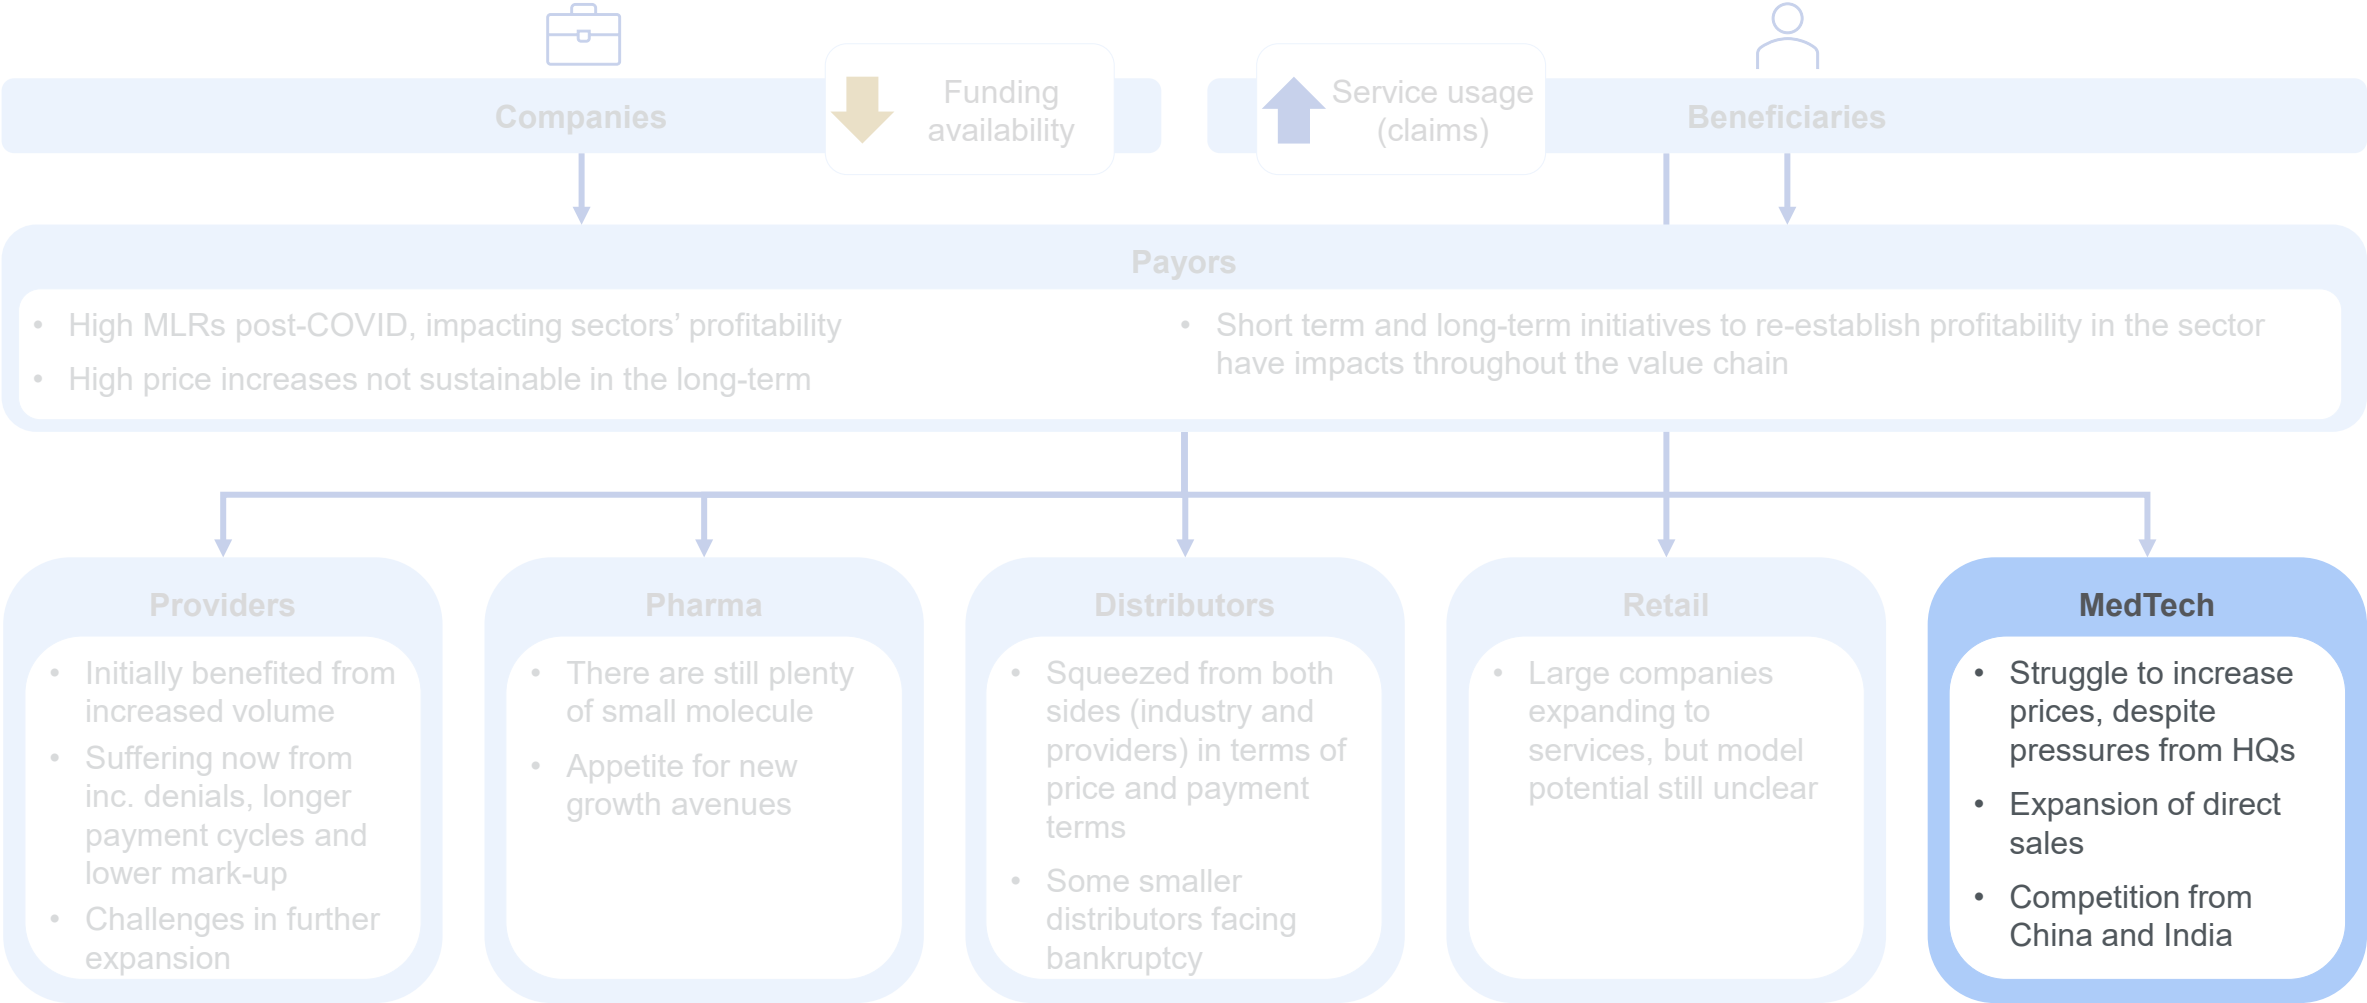 Companies
Funding
availability
Service usage
(claims)
Beneficiaries
Payors
• High MLRs post-COVID, impacting sectors’ profitability
• High price increases not sustainable in the long-term
• Short term and long-term initiatives to re-establish profitability in the sector
have impacts throughout the value chain
Providers
• Initially benefited from
increased volume
• Suffering now from
inc. denials, longer
payment cycles and
lower mark-up
• Challenges in further
expansion
Pharma
• There are still plenty
of small molecule
• Appetite for new
growth avenues
Distributors
• Squeezed from both
sides (industry and
providers) in terms of
price and payment
terms
• Some smaller
distributors facing
bankruptcy
Retail
• Large companies
expanding to
services, but model
potential still unclear
MedTech
• Struggle to increase
prices, despite
pressures from HQs
• Expansion of direct
sales
• Competition from
China and India